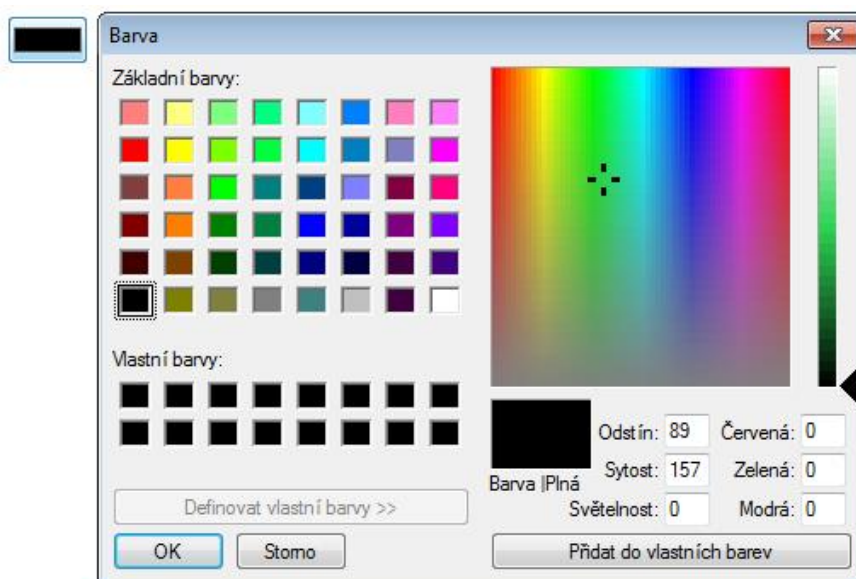 Barva
Základní barvy:
Vlastní barvy:
Definovat vlastní barvy >>
OK
Storno
Barva |Plná
Odstín: 89
Sytost: 157
Světelnost: 0
Červená: 0
Zelená: 0
Modrá: 0
Přidat do vlastních barev